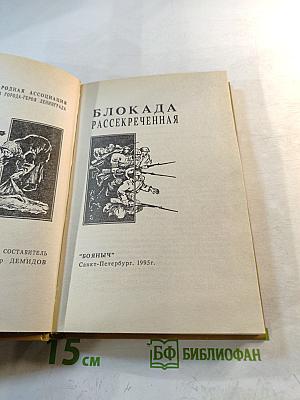 РОДНАЯ АССОЦИАЦИЯ
ГОРОДА-ГЕРОЯ ЛЕНИНГРАДА
СОСТАВИТЕЛЬ
р ДЕМИДОВ
БЛОКАДА
РАССЕКРЕЧЕННАЯ
"БОЯНЫЧ"
Санкт-Петербург, 1995г.
15 см
БФ БИБЛИОФАН